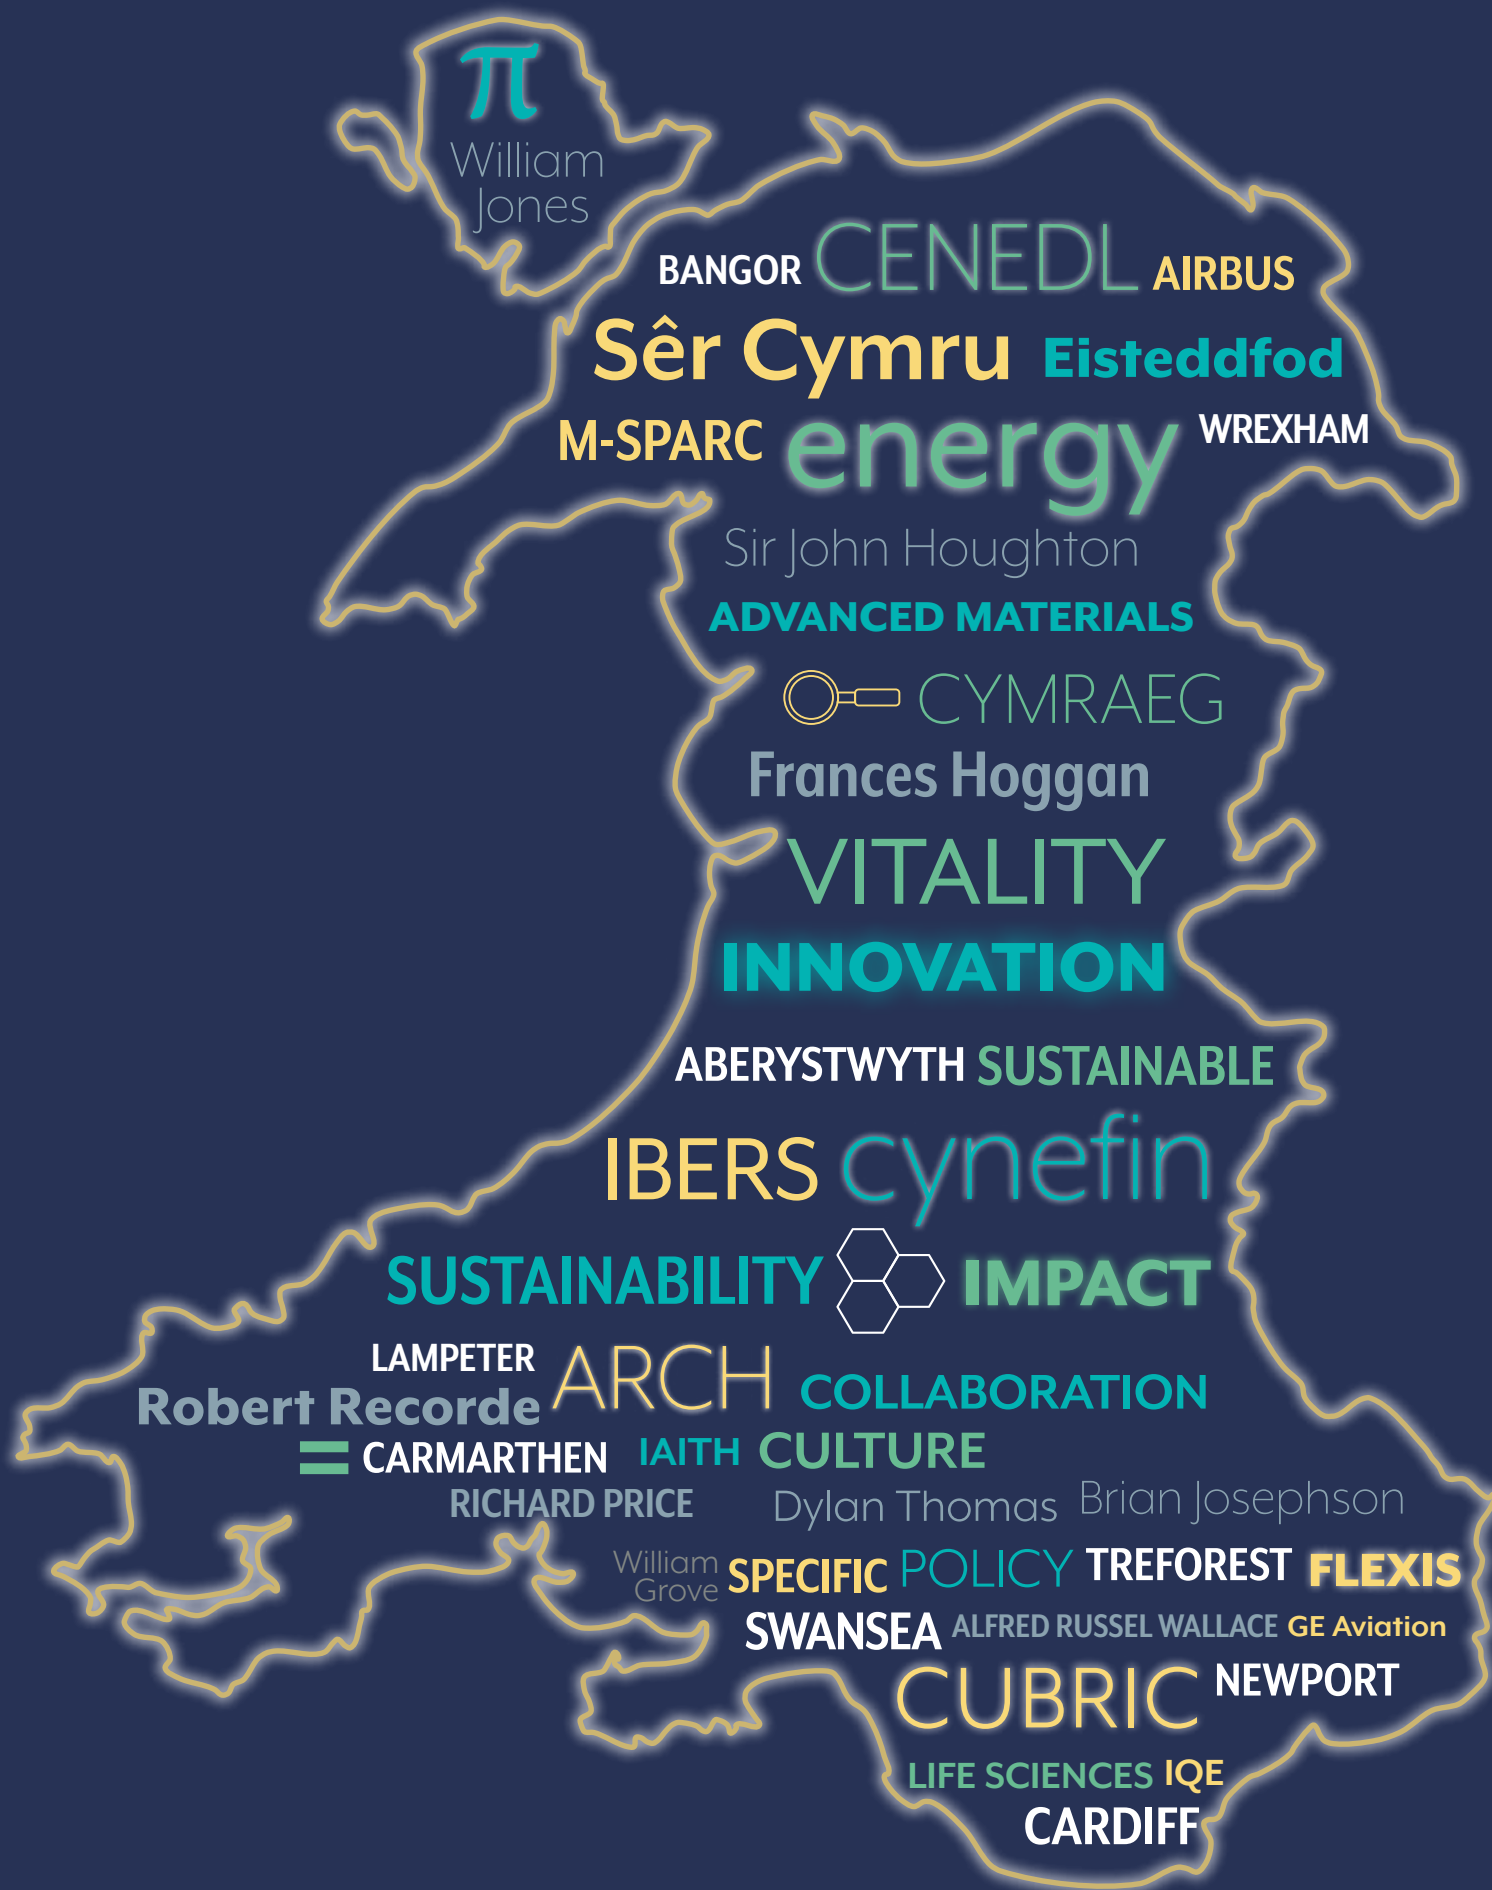 π
William
Jones
BANGOR CENEDL AIRBUS
Sêr Cymru Eisteddfod
M-SPARC energy WREXHAM
Sir John Houghton
ADVANCED MATERIALS
CYMRAEG
Frances Hoggan
VITALITY
INNOVATION
ABERYSTWYTH SUSTAINABLE
IBERS cynefin
SUSTAINABILITY IMPACT
LAMPETER ARCH COLLABORATION
Robert Recorde
= CARMARTHEN IAITH CULTURE
RICHARD PRICE Dylan Thomas Brian Josephson
William
Grove
SPECIFIC POLICY TREFOREST FLEXIS
SWANSEA ALFRED RUSSEL WALLACE GE Aviation
CUBRIC NEWPORT
LIFE SCIENCES IQE
CARDIFF